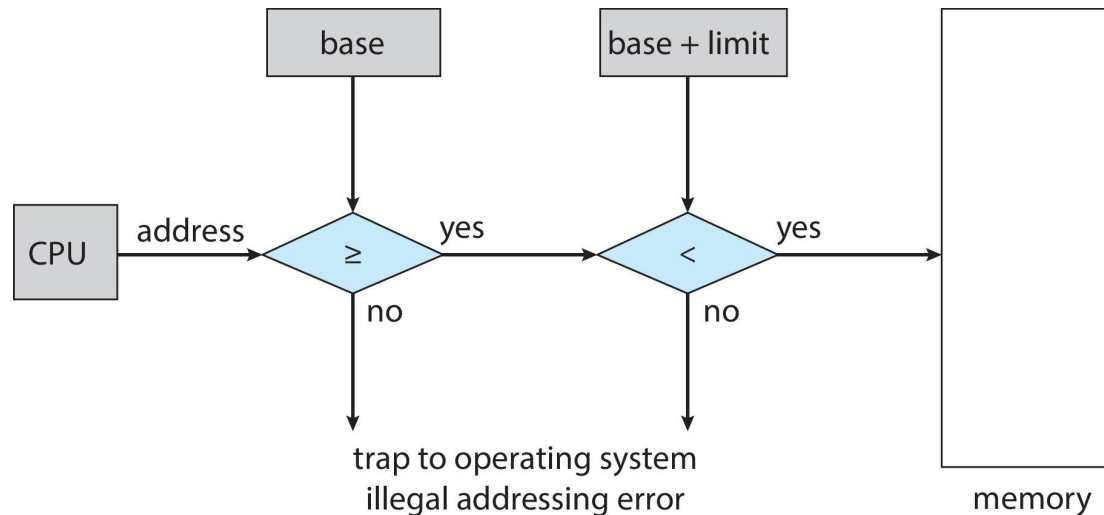 base
base + limit
CPU
address
≥
yes
<
yes
no
no
trap to operating system
illegal addressing error
memory